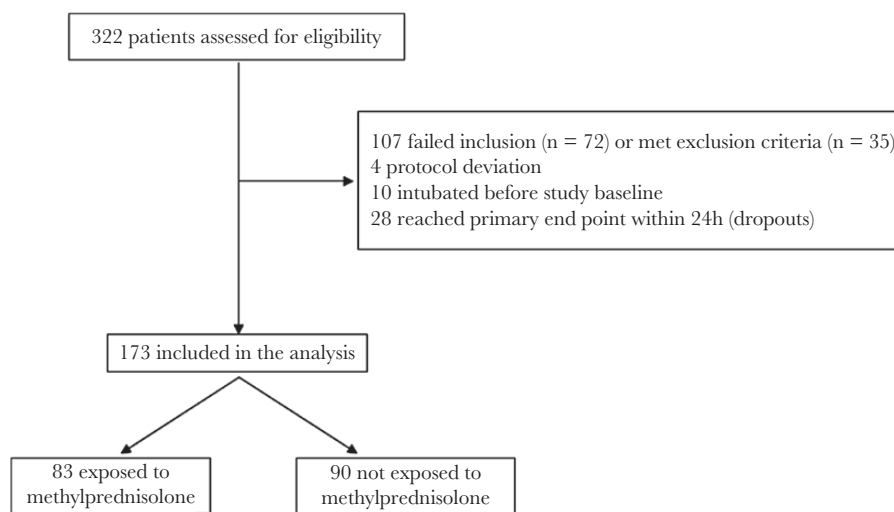 322 patients assessed for eligibility
107 failed inclusion (n = 72) or met exclusion criteria (n = 35)
4 protocol deviation
10 intubated before study baseline
28 reached primary end point within 24h (dropouts)
173 included in the analysis
83 exposed to
methylprednisolone
90 not exposed to
methylprednisolone